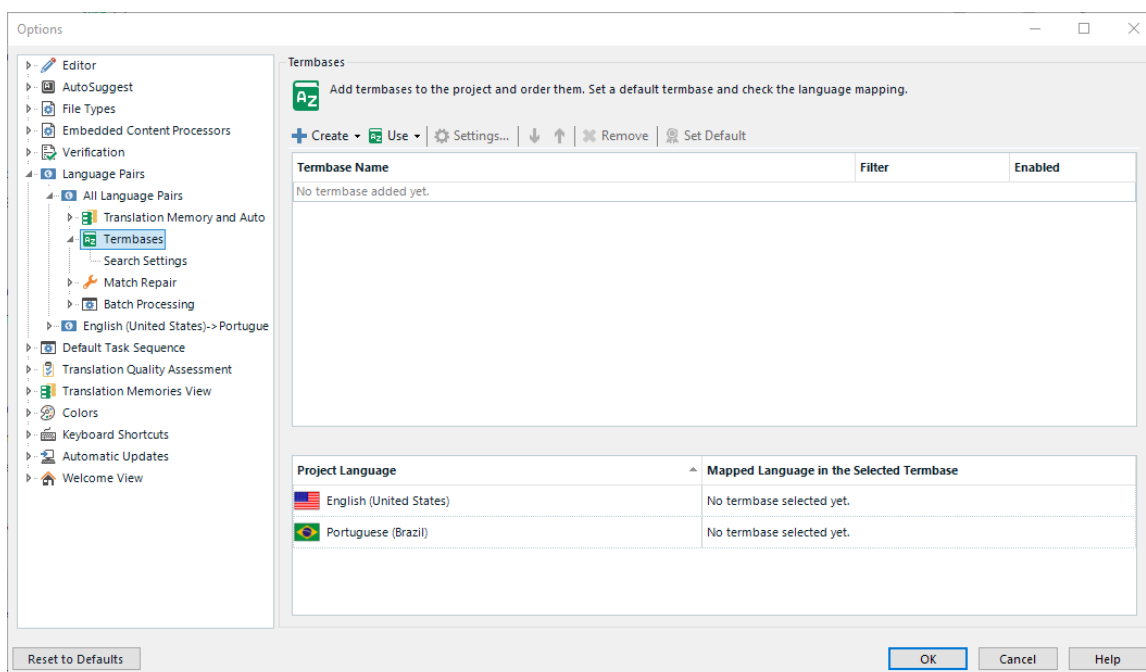 Options
Editor
AutoSuggest
File Types
Embedded Content Processors
Verification
Language Pairs
All Language Pairs
Translation Memory and Auto
Termbases
Search Settings
Match Repair
Batch Processing
English (United States)->Portugue
Default Task Sequence
Translation Quality Assessment
Translation Memories View
Colors
Keyboard Shortcuts
Automatic Updates
Welcome View
Termbases
Add termbases to the project and order them. Set a default termbase and check the language mapping.
Create Use Settings... Remove Set Default
Termbase Name Filter Enabled
No termbase added yet.
Project Language Mapped Language in the Selected Termbase
English (United States) No termbase selected yet.
Portuguese (Brazil) No termbase selected yet.
Reset to Defaults OK Cancel Help